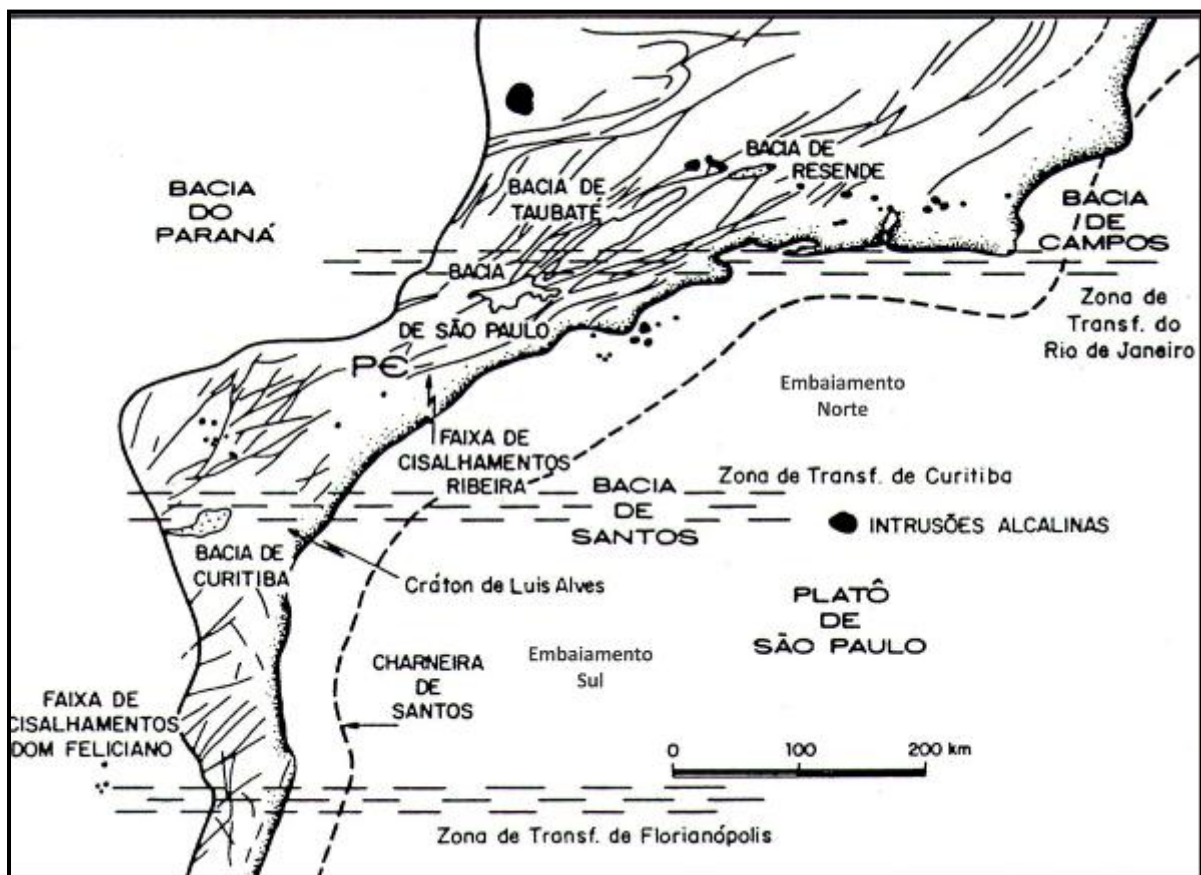 BACIA
DO
PARANÁ
BACIA DE
TAUBATÉ
BACIA DE
RESENDE
BACIA
DE
CAMPOS
BACIA
DE SÃO PAULO
Zona de
Transf. do
Rio de Janeiro
PЄ
Embaiamento
Norte
FAIXA DE
CISALHAMENTOS
RIBEIRA
Zona de Transf. de Curitiba
BACIA
DE
SANTOS
INTRUSÕES ALCALINAS
BACIA DE
CURITIBA
Cráton de Luis Alves
PLATÔ
DE
SÃO PAULO
Embaiamento
Sul
CHARNEIRA
DE
SANTOS
FAIXA DE
CISALHAMENTOS
DOM FELICIANO
0 100 200 km
Zona de Transf. de Florianópolis